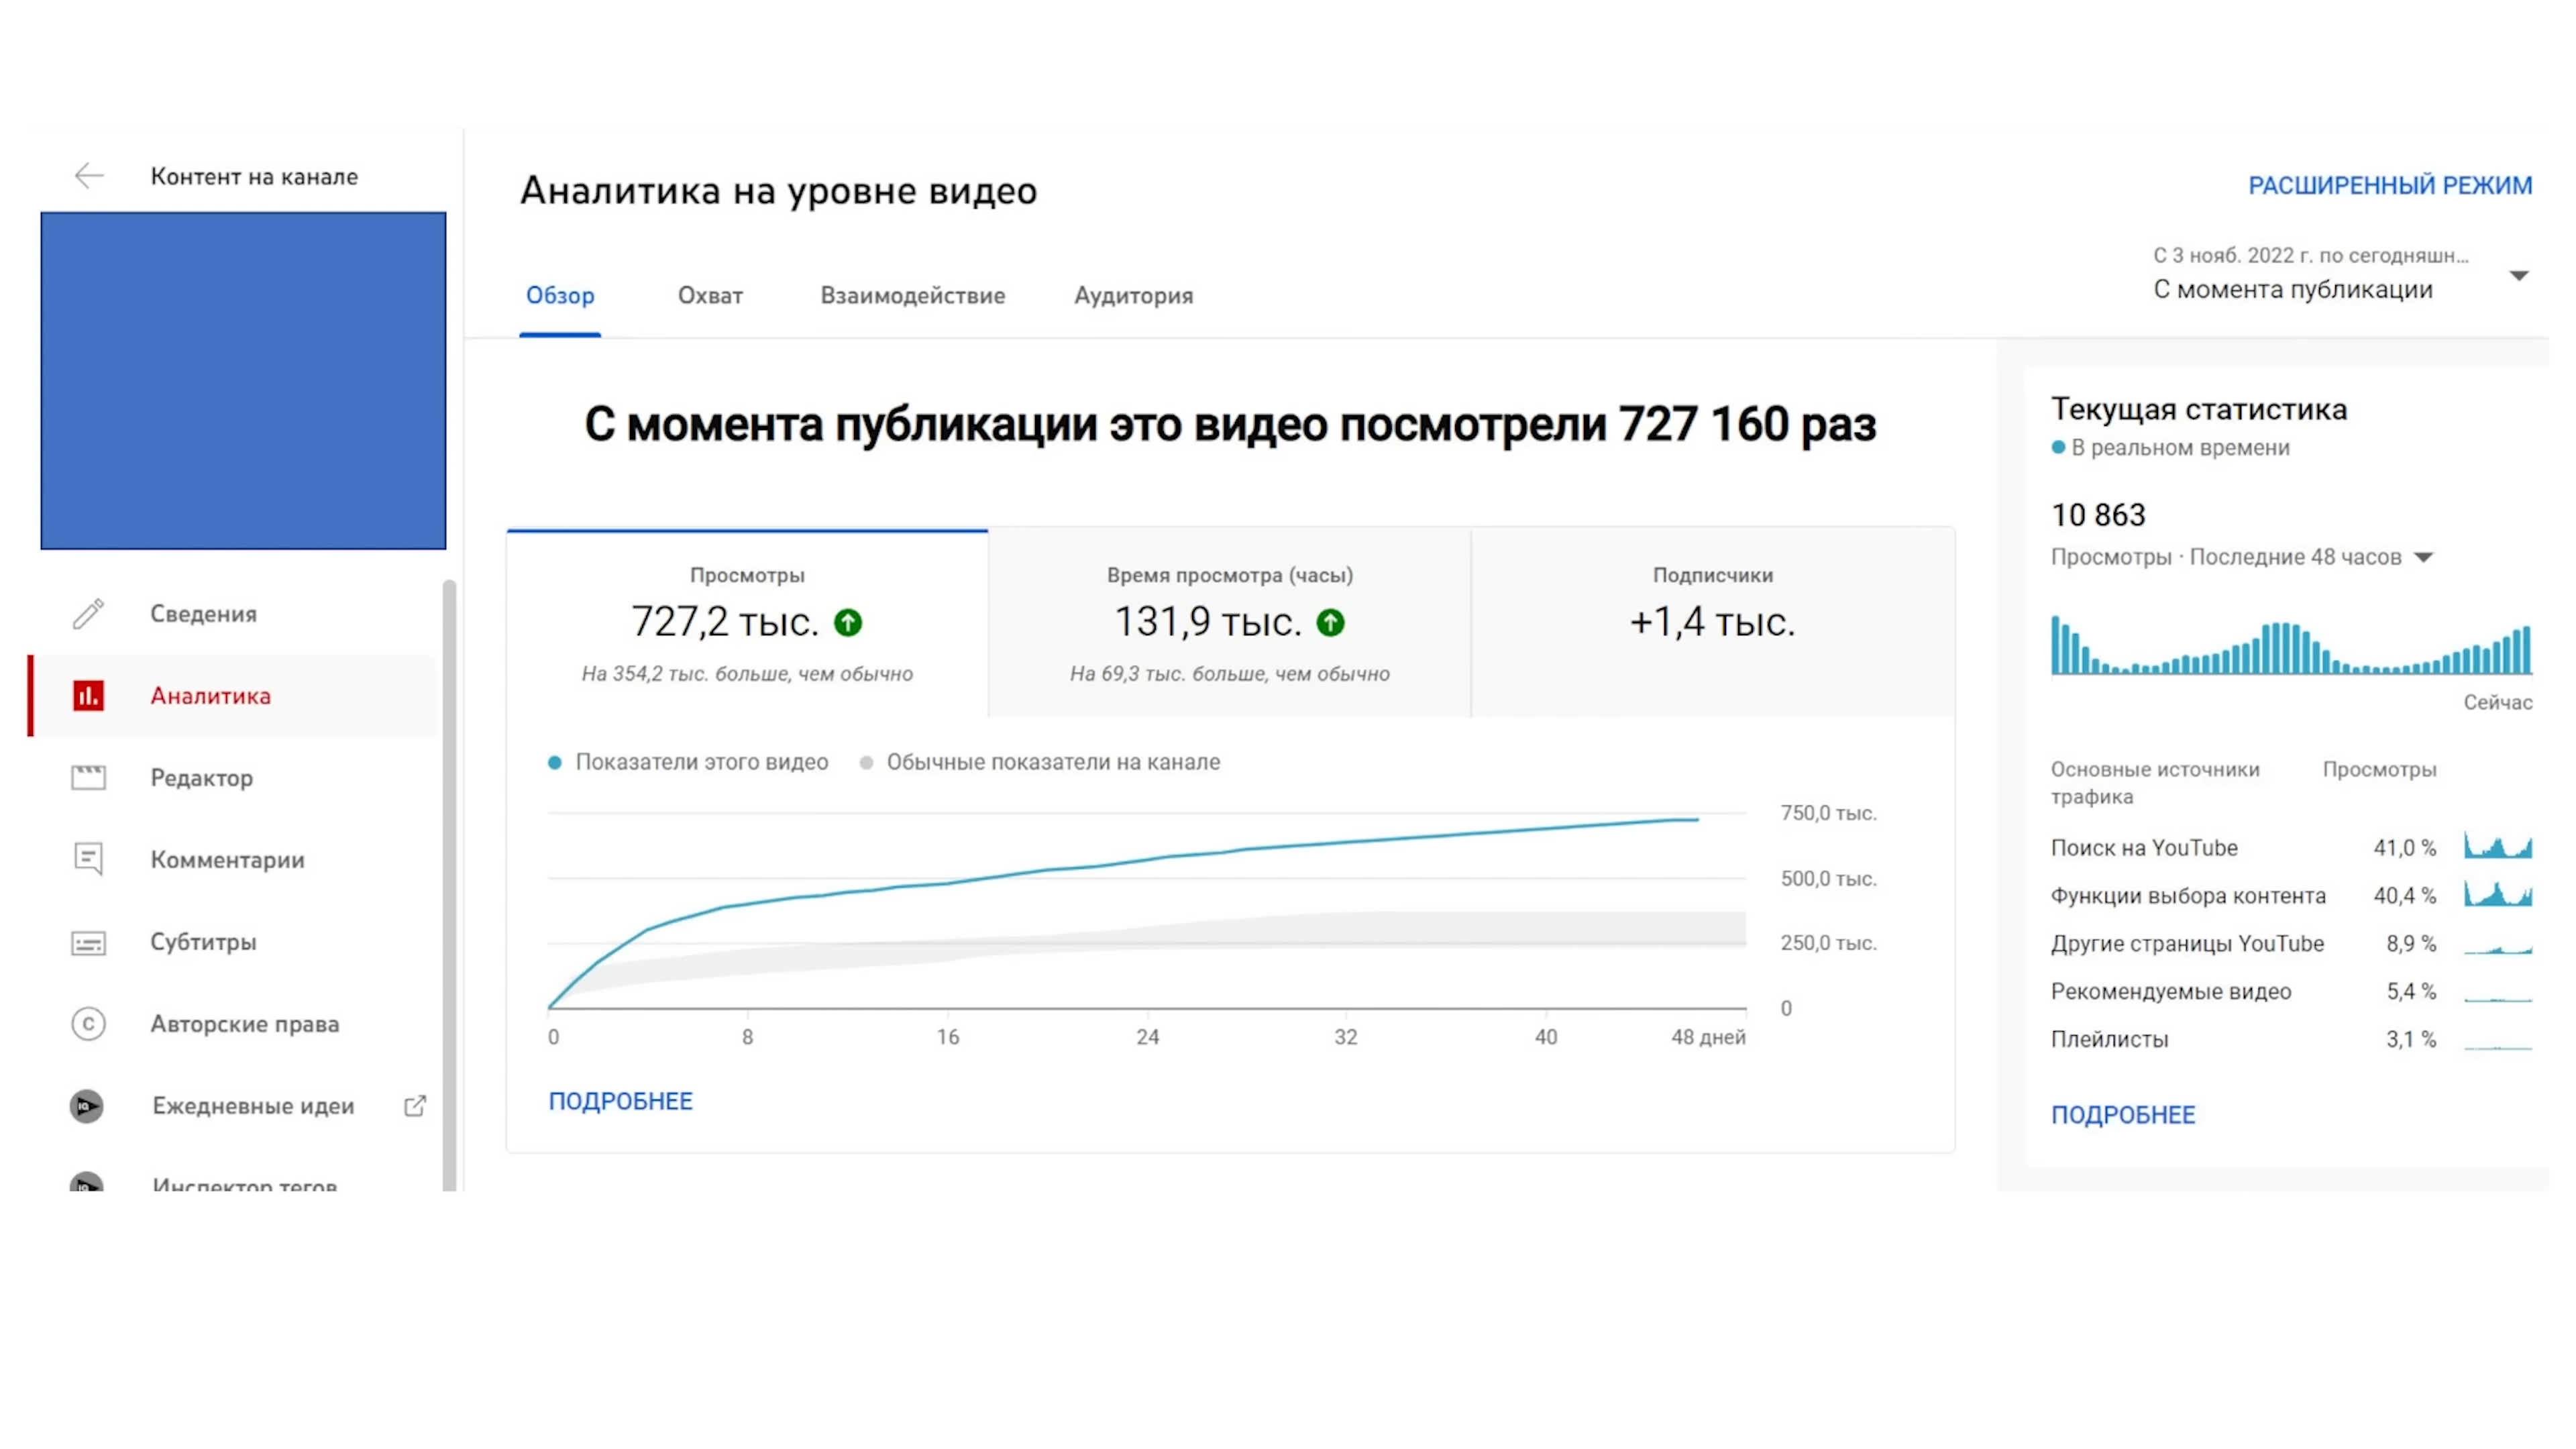 Контент на канале
Сведения
Аналитика
Редактор
Комментарии
Субтитры
Авторские права
Ежедневные идеи
Инспектор тегов
Аналитика на уровне видео
РАСШИРЕННЫЙ РЕЖИМ
С 3 нояб. 2022 г. по сегодняшн...
С момента публикации
Обзор Охват Взаимодействие Аудитория
С момента публикации это видео посмотрели 727 160 раз
Просмотры
727,2 тыс.
На 354,2 тыс. больше, чем обычно
Время просмотра (часы)
131,9 тыс.
На 69,3 тыс. больше, чем обычно
Подписчики
+1,4 тыс.
Показатели этого видео Обычные показатели на канале
750,0 тыс.
500,0 тыс.
250,0 тыс.
0
0 8 16 24 32 40 48 дней
ПОДРОБНЕЕ
Текущая статистика
В реальном времени
10 863
Просмотры · Последние 48 часов
Сейчас
Основные источники трафика Просмотры
Поиск на YouTube 41,0 %
Функции выбора контента 40,4 %
Другие страницы YouTube 8,9 %
Рекомендуемые видео 5,4 %
Плейлисты 3,1 %
ПОДРОБНЕЕ